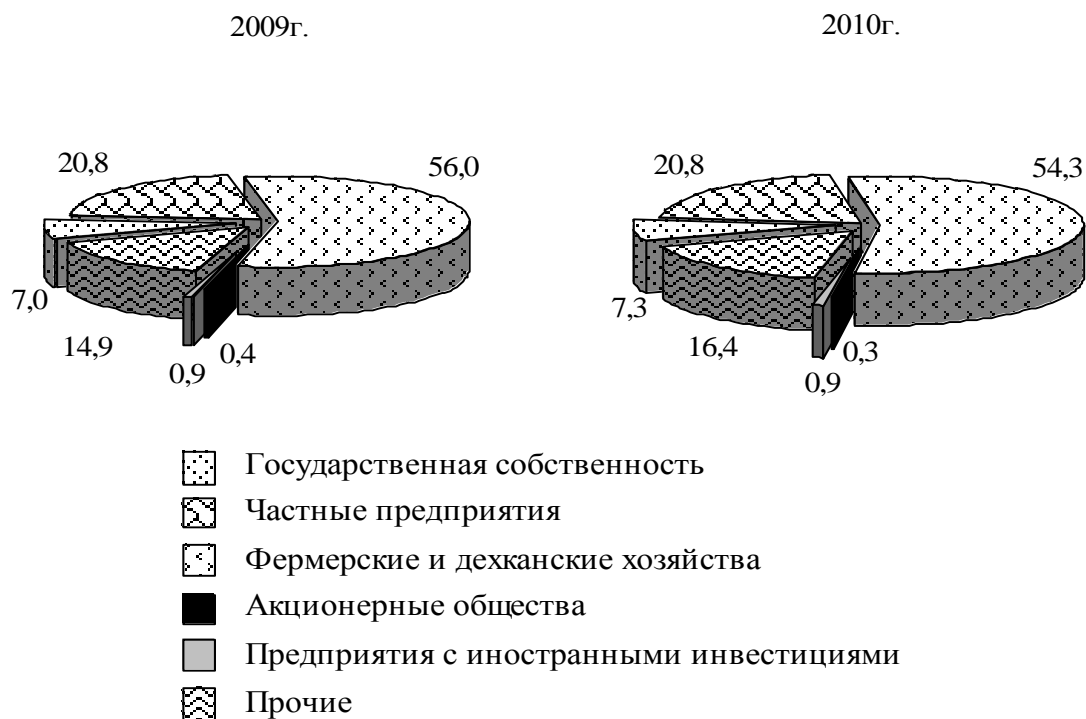 2009г.
2010г.
20,8
56,0
20,8
54,3
7,0
7,3
14,9
0,4
16,4
0,3
0,9
0,9
Государственная собственность
Частные предприятия
Фермерские и дехканские хозяйства
Акционерные общества
Предприятия с иностранными инвестициями
Прочие